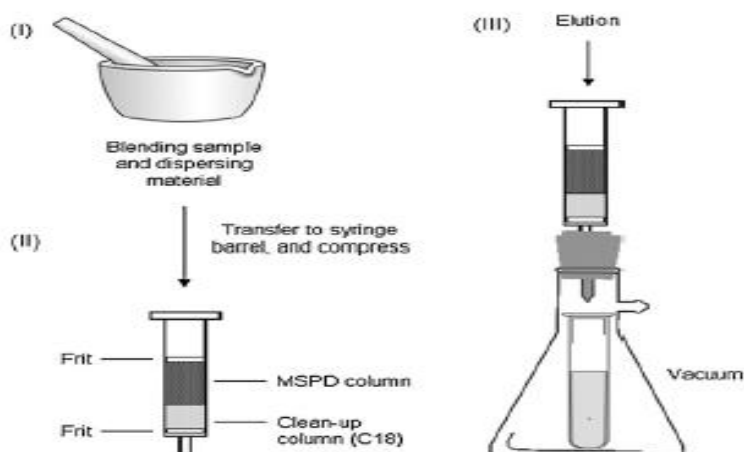 (I)
Blending sample
and dispersing
material
(II)
Transfer to syringe
barrel, and compress
Frit
MSPD column
Frit
Clean-up
column (C18)
(III)
Elution
Vacuum